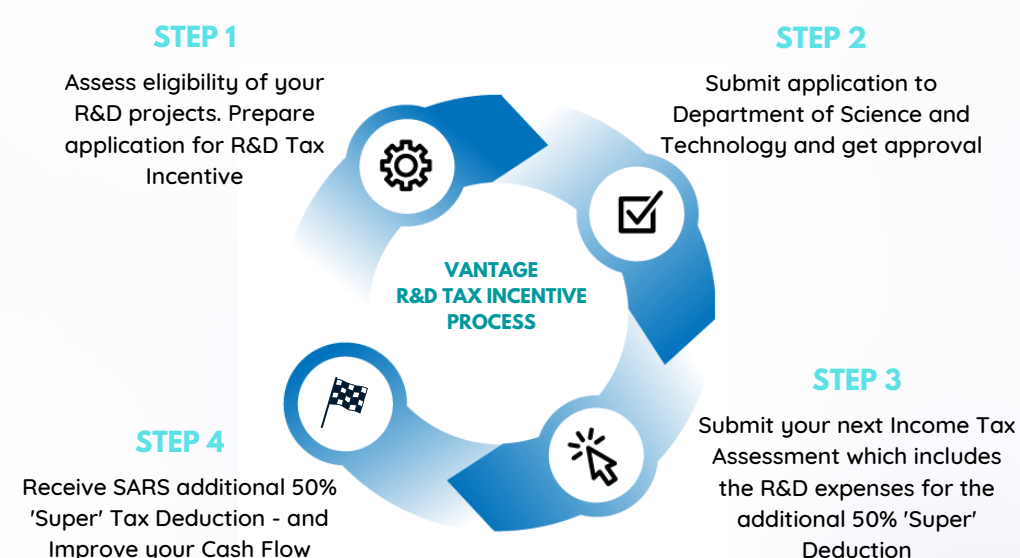 STEP 1
Assess eligibility of your
R&D projects. Prepare
application for R&D Tax
Incentive
STEP 2
Submit application to
Department of Science and
Technology and get approval
VANTAGE
R&D TAX INCENTIVE
PROCESS
STEP 3
Submit your next Income Tax
Assessment which includes
the R&D expenses for the
additional 50% 'Super'
Deduction
STEP 4
Receive SARS additional 50%
'Super' Tax Deduction - and
Improve your Cash Flow